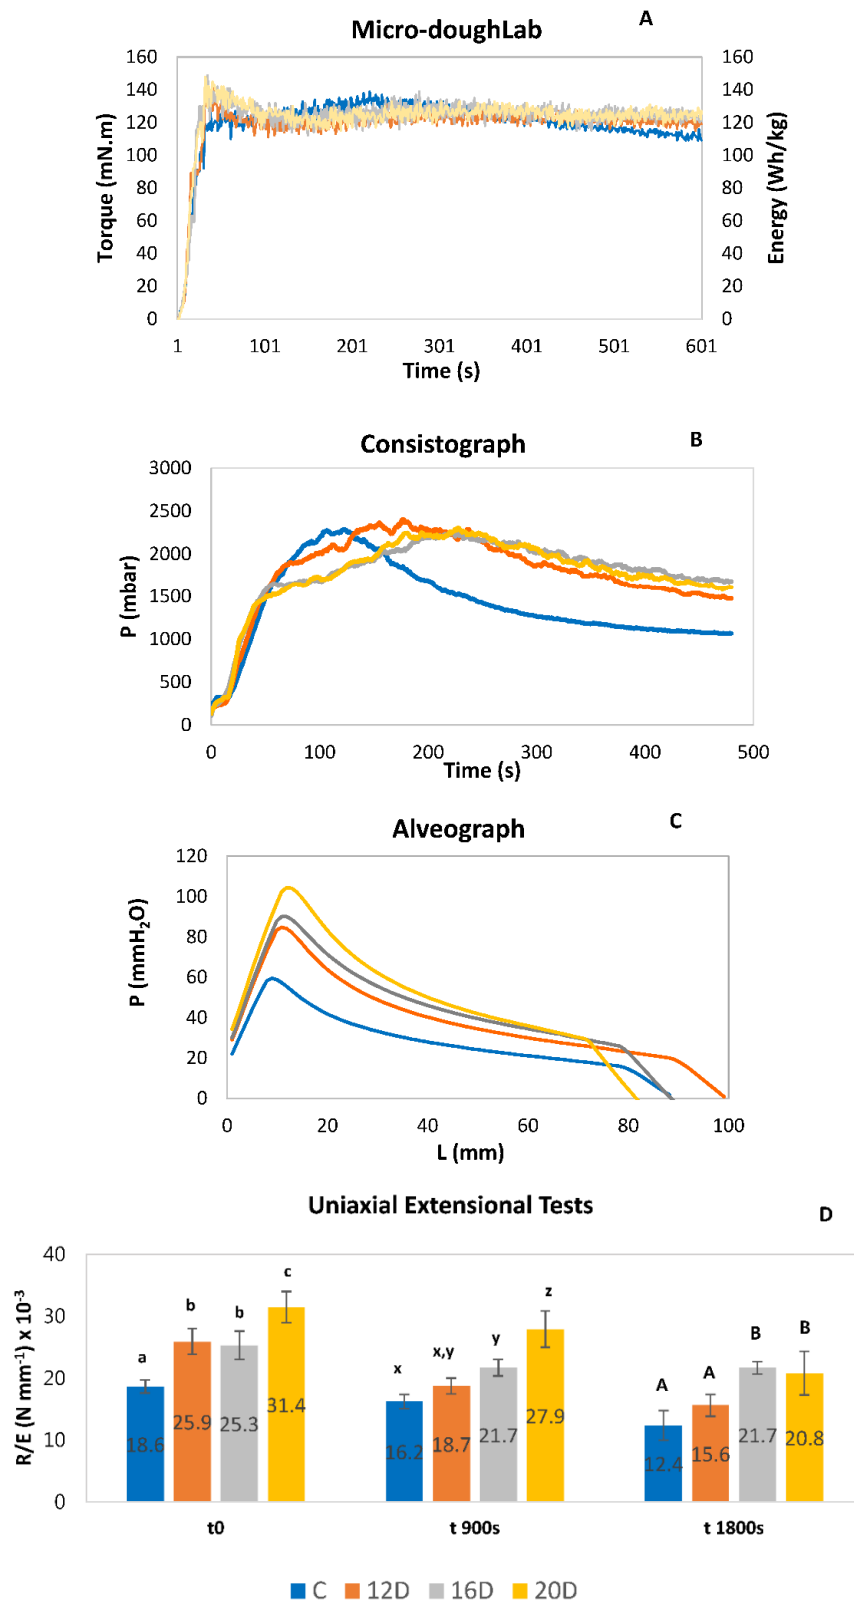 Micro-doughLab
A
160 160
140 140
120 120
100 100
80 80
60 60
40 40
20 20
0 0
Torque (mN.m)
Energy (Wh/kg)
1 101 201 301 401 501 601
Time (s)
Consistograph
B
3000
2500
2000
1500
1000
500
0
P (mbar)
0 100 200 300 400 500
Time (s)
Alveograph
C
120
100
80
60
40
20
0
P (mmH₂O)
0 20 40 60 80 100
L (mm)
Uniaxial Extensional Tests
D
40
30
20
10
0
R/E (N mm⁻¹) x 10⁻³
a b b c x x,y y z A A B B
18.6 25.9 25.3 31.4 16.2 18.7 21.7 27.9 12.4 15.6 21.7 20.8
t0 t 900s t 1800s
C 12D 16D 20D